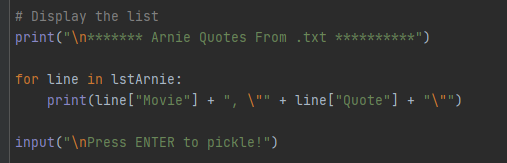 # Display the list
print("\n******* Arnie Quotes From .txt **********")
for line in lstArnie:
    print(line["Movie"] + ", \"" + line["Quote"] + "\"")
input("\nPress ENTER to pickle!")